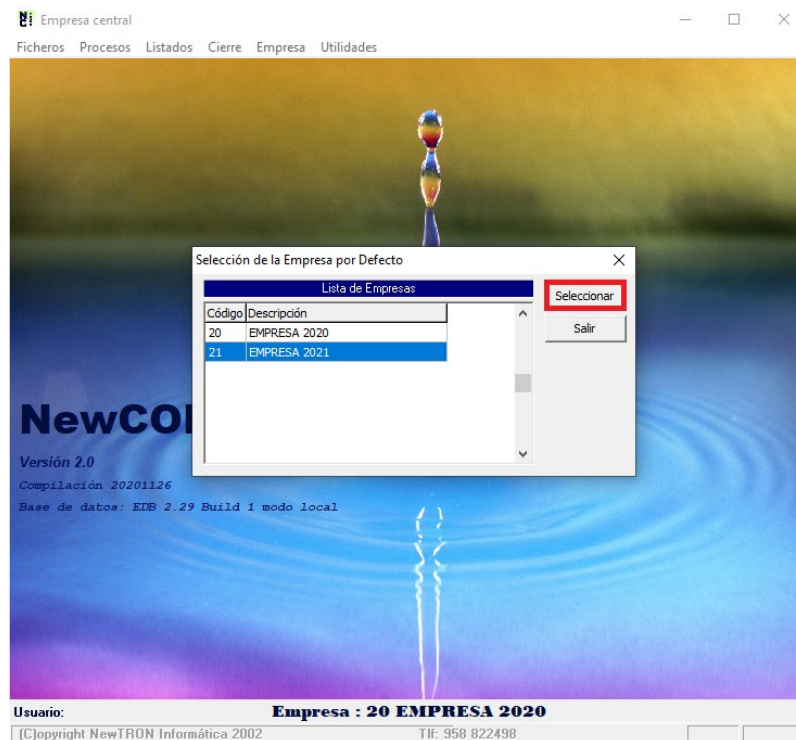 Empresa central
Ficheros Procesos Listados Cierre Empresa Utilidades
Selección de la Empresa por Defecto
Lista de Empresas
Seleccionar
Código Descripción
20 EMPRESA 2020
Salir
21 EMPRESA 2021
Versión 2.0
Compilación 20201126
Base de datos: EDB 2.29 Build 1 modo local
Usuario: Empresa : 20 EMPRESA 2020
(C)opyright NewTRON Informática 2002 Tlf: 958 822498